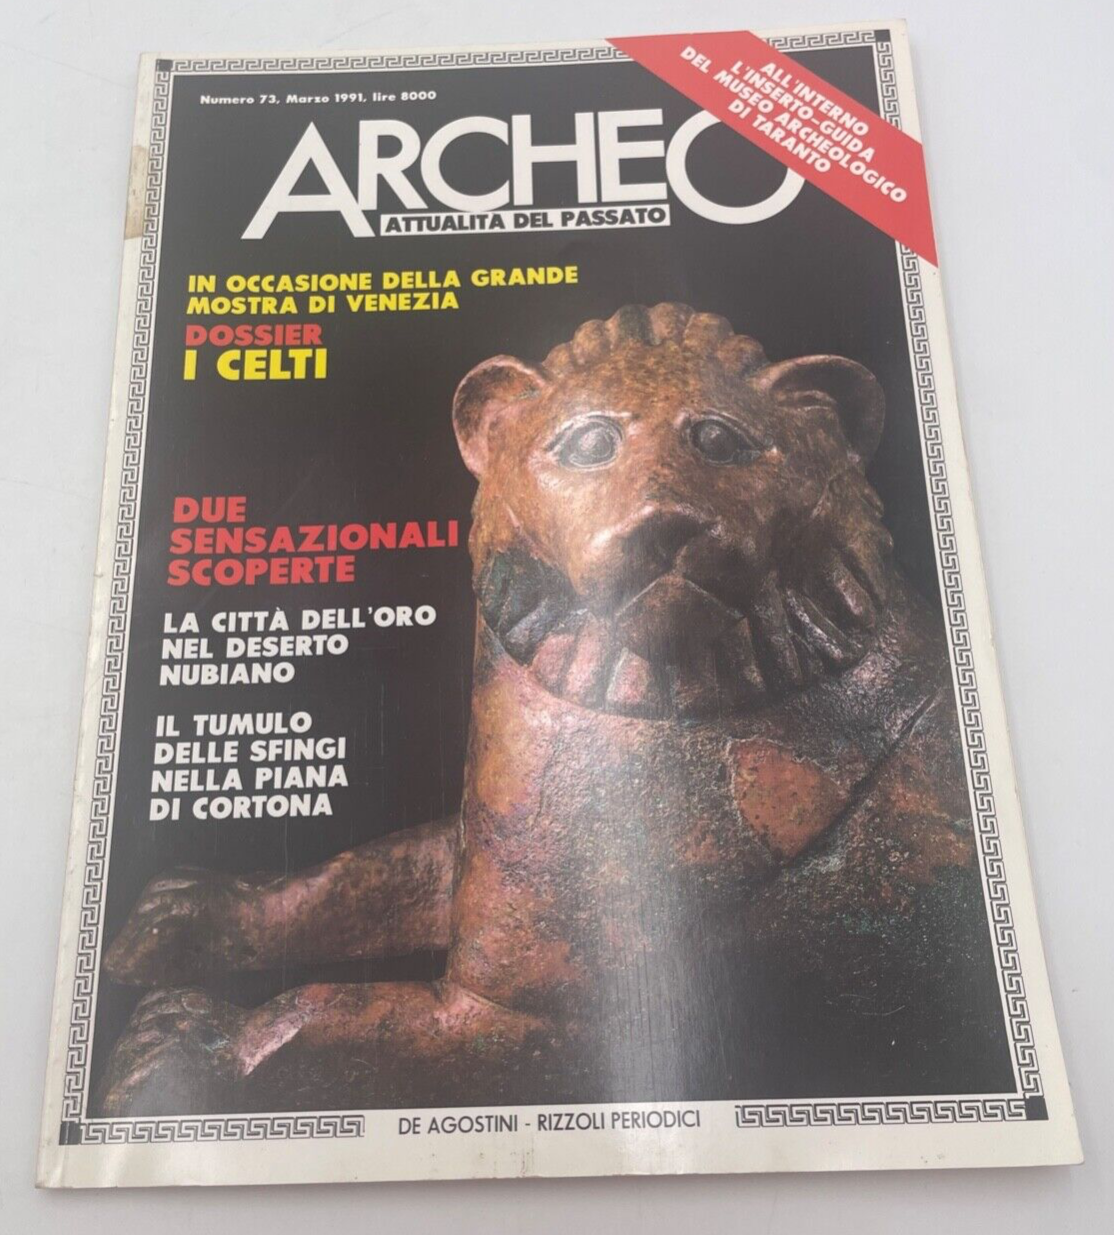 Numero 73, Marzo 1991, lire 8000
ALL'INTERNO
L'INSERTO-GUIDA
DEL MUSEO ARCHEOLOGICO
DI TARANTO
ARCHEO
ATTUALITA DEL PASSATO
IN OCCASIONE DELLA GRANDE
MOSTRA DI VENEZIA
DOSSIER
I CELTI
DUE
SENSAZIONALI
SCOPERTE
LA CITTÀ DELL'ORO
NEL DESERTO
NUBIANO
IL TUMULO
DELLE SFINGI
NELLA PIANA
DI CORTONA
DE AGOSTINI - RIZZOLI PERIODICI